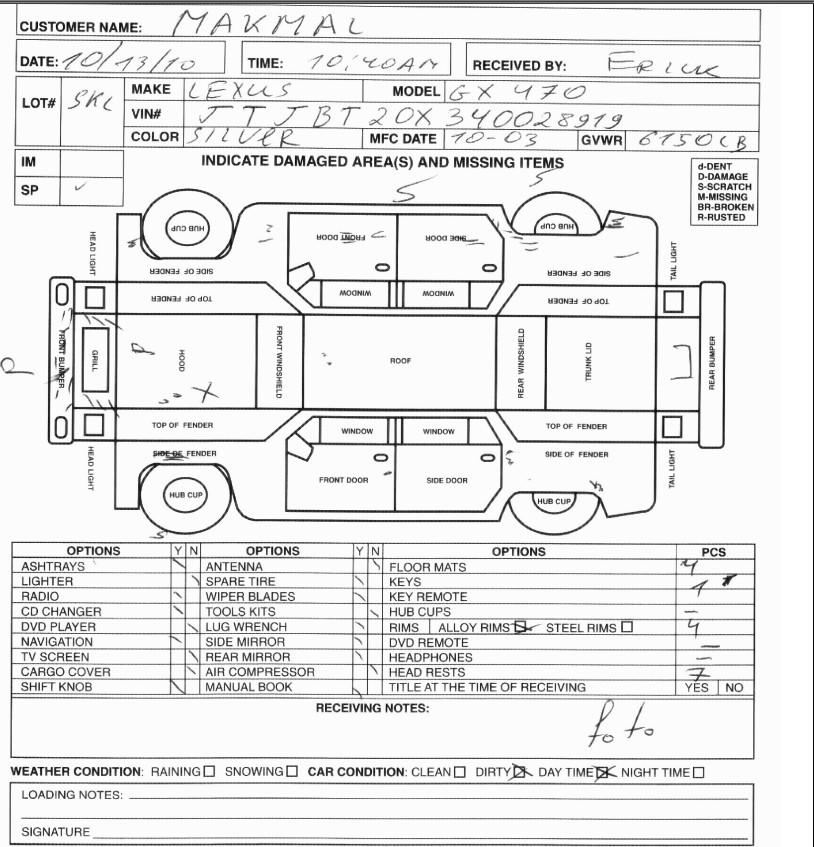 CUSTOMER NAME: MAKMAL
DATE: 10/13/10 TIME: 10:40AM RECEIVED BY: ERICK
LOT# SKL MAKE LEXUS MODEL GX 470
VIN# JTJBT20X340028919
COLOR SILVER MFC DATE 10-03 GVWR 6150LB
IM
SP ✓
INDICATE DAMAGED AREA(S) AND MISSING ITEMS
d-DENT
D-DAMAGE
S-SCRATCH
M-MISSING
BR-BROKEN
R-RUSTED
S S
HUB CUP HUB CUP
HEAD LIGHT FRONT DOOR SIDE DOOR TAIL LIGHT
SIDE OF FENDER SIDE OF FENDER
TOP OF FENDER WINDOW WINDOW TOP OF FENDER
d FRONT BUMPER GRILL d HOOD X FRONT WINDSHIELD ROOF REAR WINDSHIELD TRUNK LID REAR BUMPER
TOP OF FENDER WINDOW WINDOW TOP OF FENDER
HEAD LIGHT SIDE OF FENDER SIDE OF FENDER TAIL LIGHT
FRONT DOOR SIDE DOOR
HUB CUP HUB CUP
S
OPTIONS Y N OPTIONS Y N OPTIONS PCS
ASHTRAYS ANTENNA FLOOR MATS 4
LIGHTER SPARE TIRE KEYS 1
RADIO WIPER BLADES KEY REMOTE
CD CHANGER TOOLS KITS HUB CUPS –
DVD PLAYER LUG WRENCH RIMS ALLOY RIMS STEEL RIMS 4
NAVIGATION SIDE MIRROR DVD REMOTE –
TV SCREEN REAR MIRROR HEADPHONES –
CARGO COVER AIR COMPRESSOR HEAD RESTS 7
SHIFT KNOB MANUAL BOOK TITLE AT THE TIME OF RECEIVING YES NO
RECEIVING NOTES:
foto
WEATHER CONDITION: RAINING SNOWING CAR CONDITION: CLEAN DIRTY DAY TIME NIGHT TIME
LOADING NOTES:
SIGNATURE